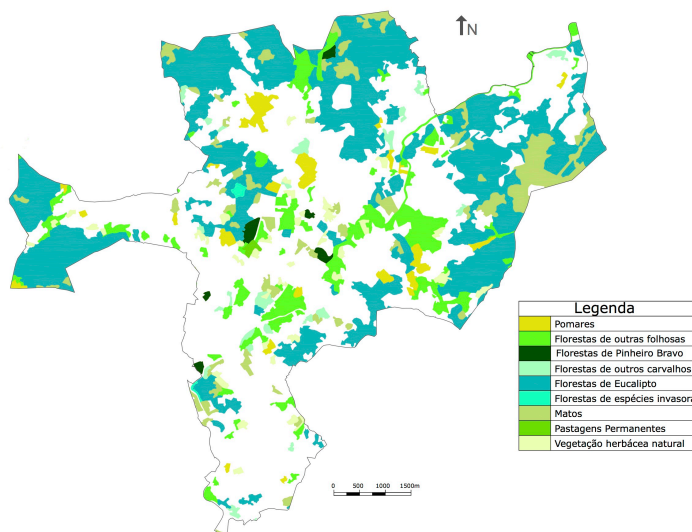 N
Legenda
Pomares
Florestas de outras folhosas
Florestas de Pinheiro Bravo
Florestas de outros carvalhos
Florestas de Eucalipto
Florestas de espécies invasora
Matos
Pastagens Permanentes
Vegetação herbácea natural
0 500 1000 1500m